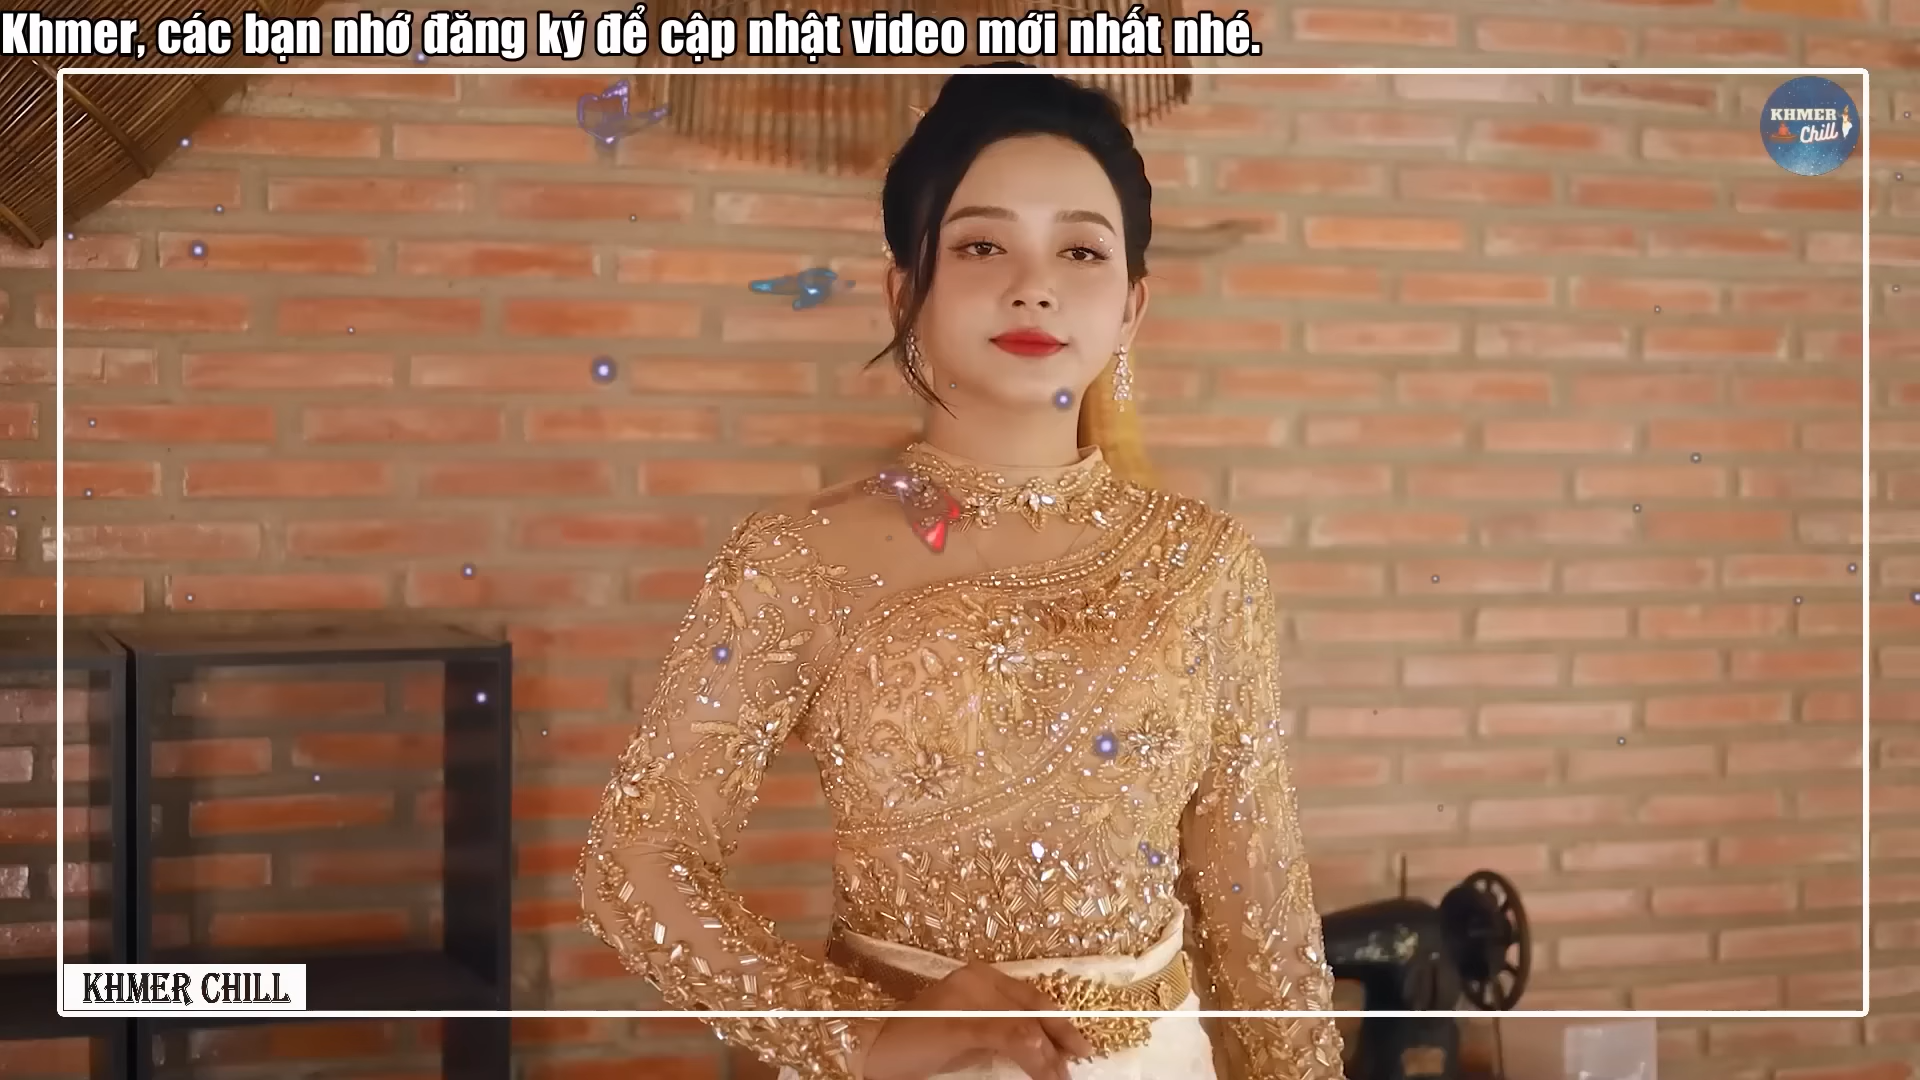 Khmer, các bạn nhớ đăng ký để cập nhật video mới nhất nhé.
KHMER
Chill
KHMER CHILL